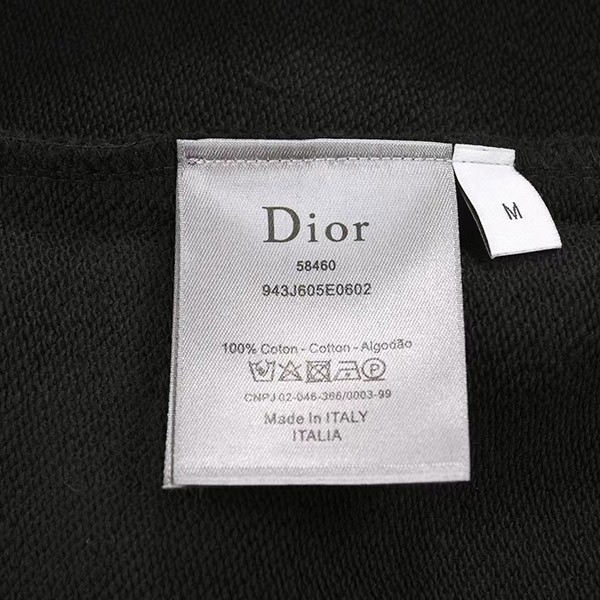 Dior
58460
943J605E0602
100% Coton - Cotton - Algodão
CNPJ 02-046-366/0003-99
Made In ITALY
ITALIA
M